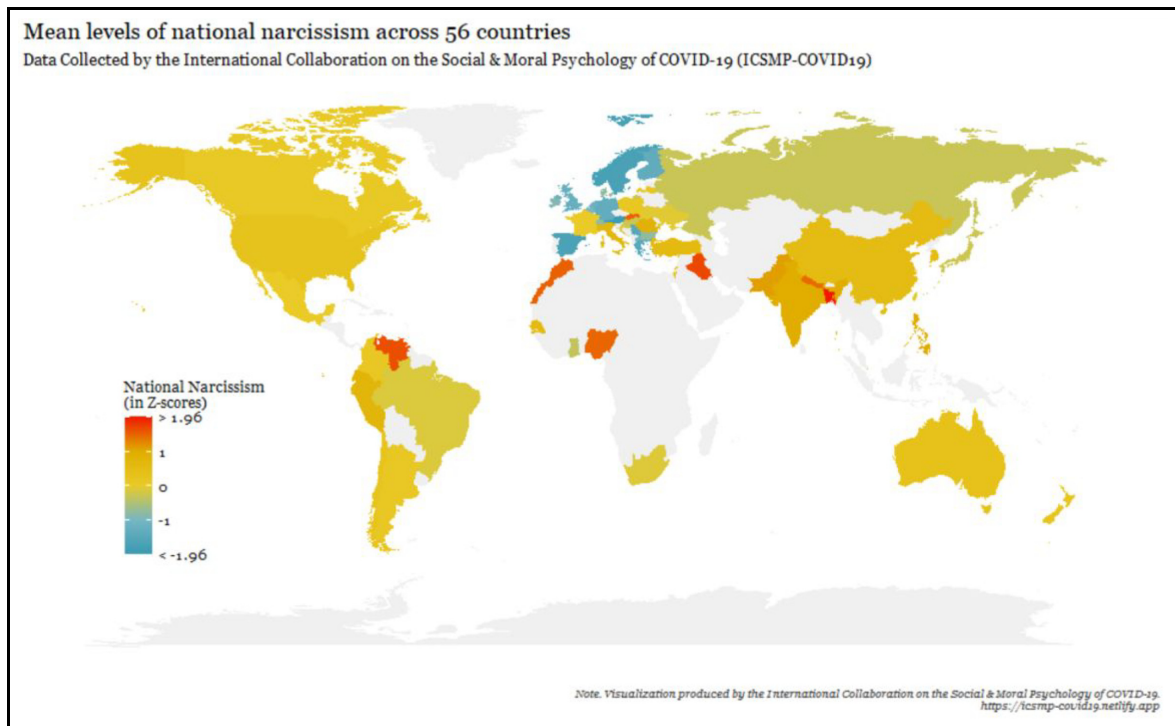 Mean levels of national narcissism across 56 countries
Data Collected by the International Collaboration on the Social & Moral Psychology of COVID-19 (ICSMP-COVID19)
National Narcissism
(in Z-scores)
> 1.96
1
0
-1
< -1.96
Note. Visualization produced by the International Collaboration on the Social & Moral Psychology of COVID-19.
https://icsmp-covid19.netlify.app